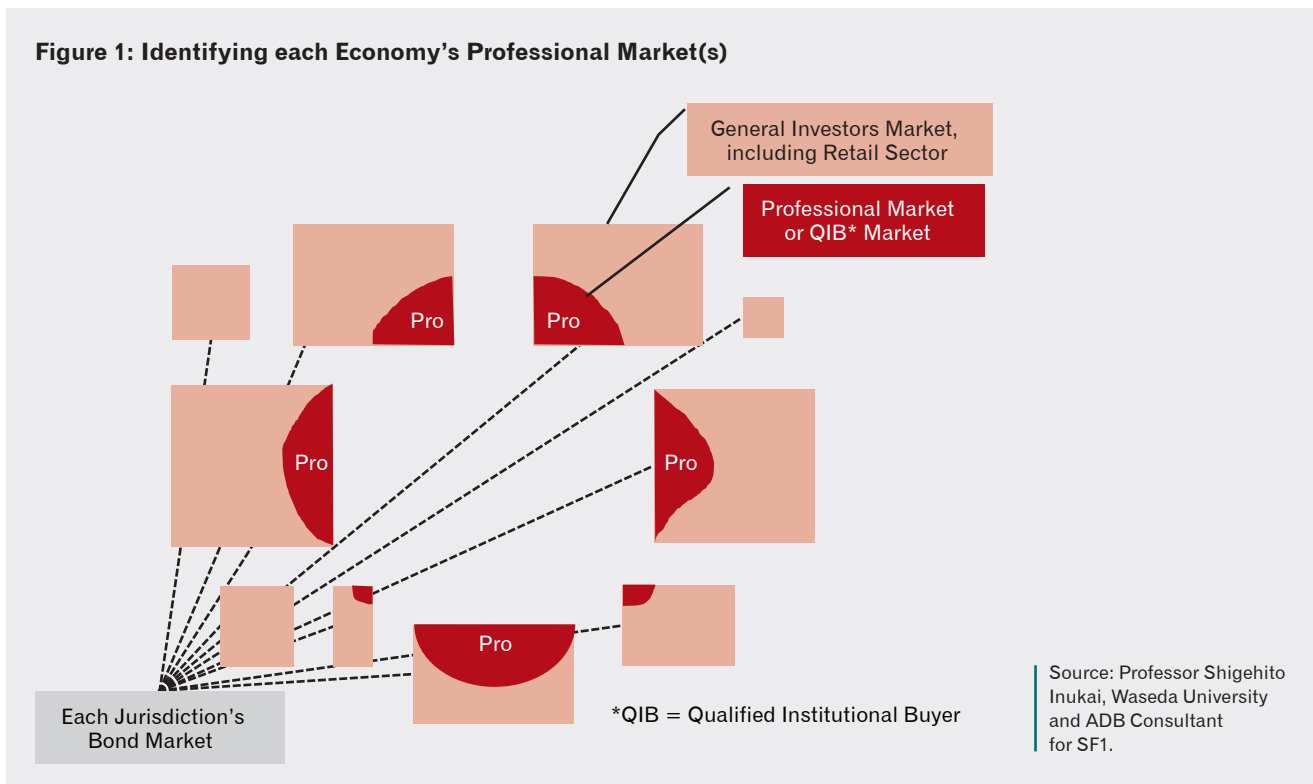 Figure 1: Identifying each Economy's Professional Market(s)
General Investors Market,
including Retail Sector
Professional Market
or QIB* Market
Pro
Pro
Pro
Pro
Pro
Each Jurisdiction's
Bond Market
*QIB = Qualified Institutional Buyer
Source: Professor Shigehito
Inukai, Waseda University
and ADB Consultant
for SF1.